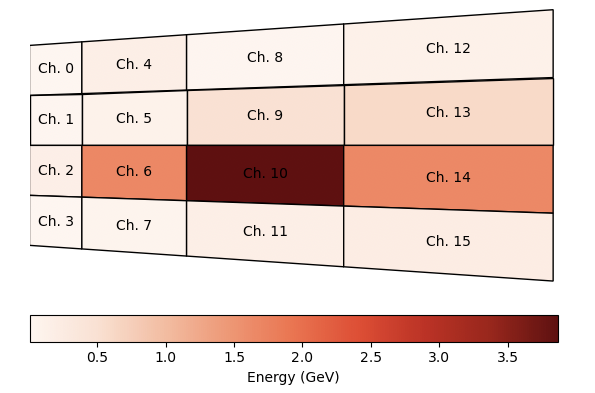 Ch. 0
Ch. 4
Ch. 8
Ch. 12
Ch. 1
Ch. 5
Ch. 9
Ch. 13
Ch. 2
Ch. 6
Ch. 10
Ch. 14
Ch. 3
Ch. 7
Ch. 11
Ch. 15
0.5 1.0 1.5 2.0 2.5 3.0 3.5
Energy (GeV)